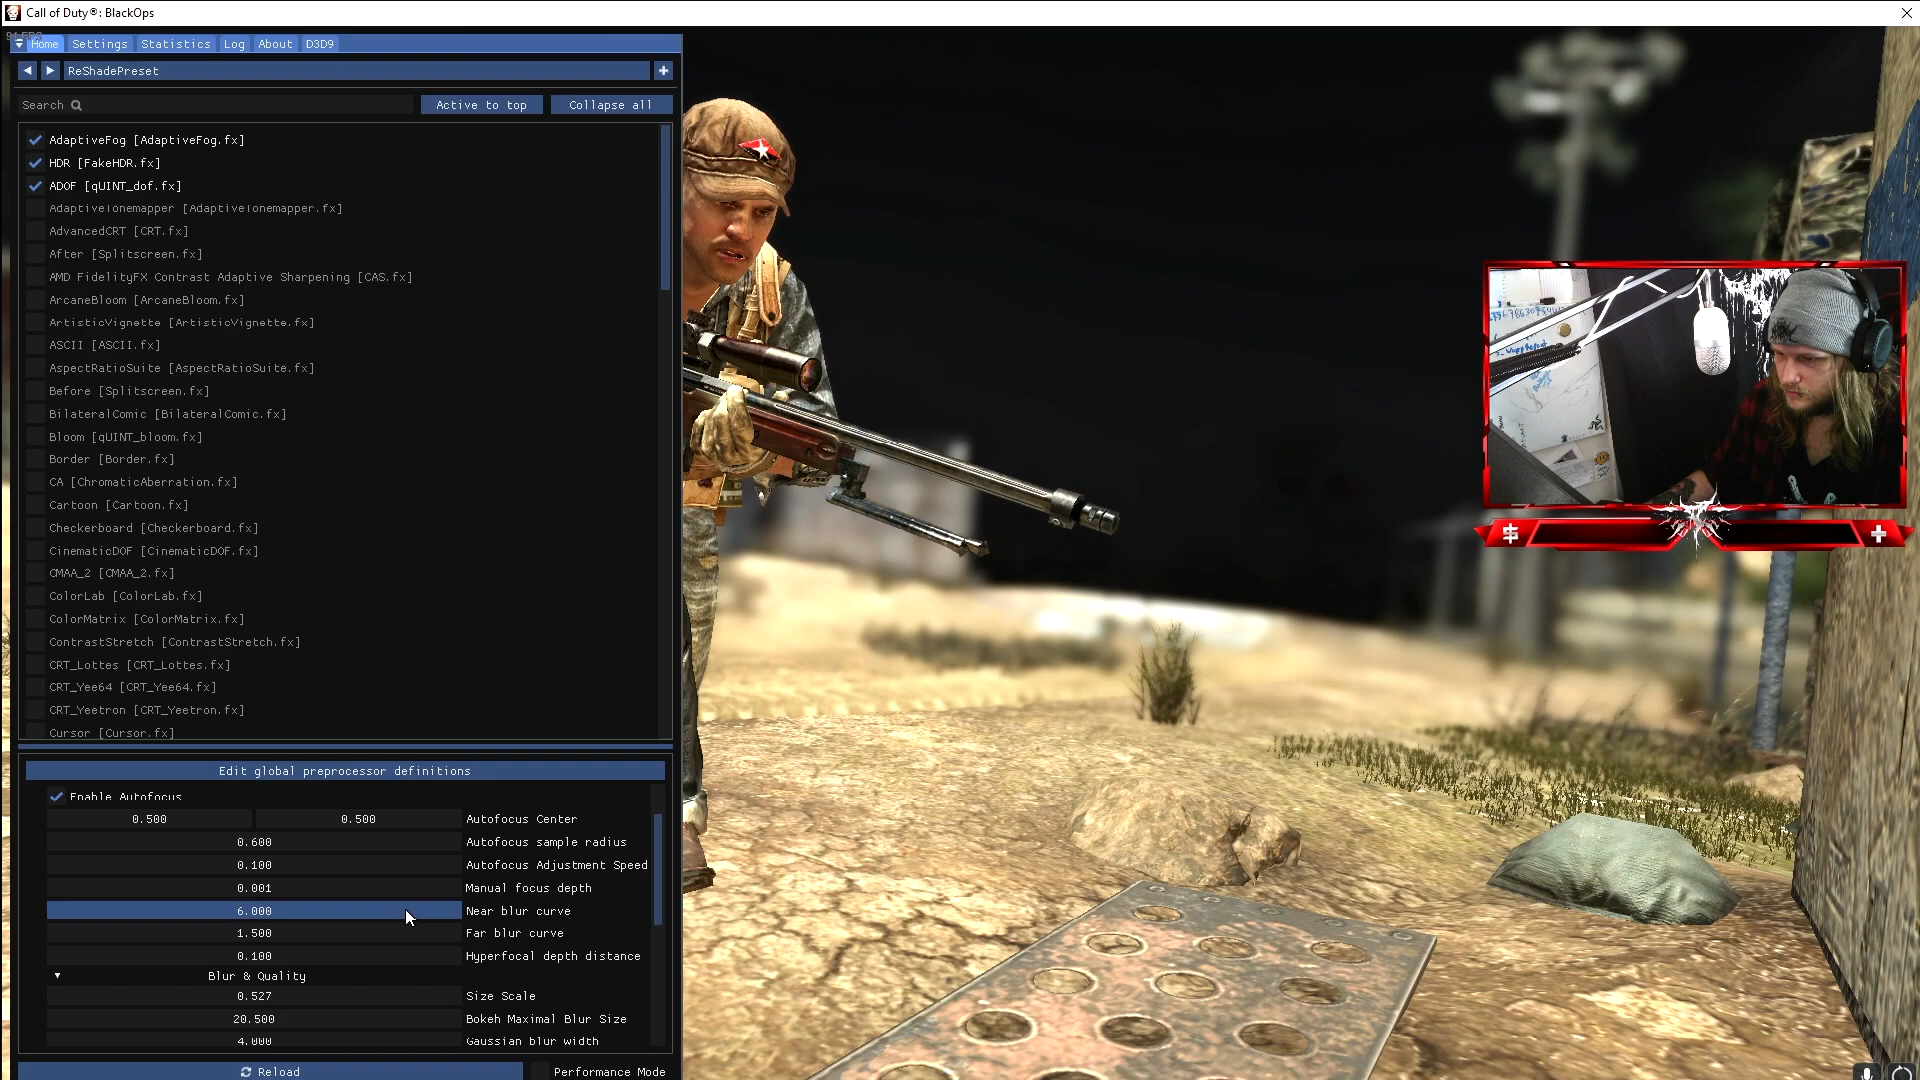 Call of Duty®: BlackOps
Home Settings Statistics Log About D3D9
ReShadePreset
Search
Active to top
Collapse all
AdaptiveFog [AdaptiveFog.fx]
HDR [FakeHDR.fx]
ADOF [qUINT_dof.fx]
AdaptiveTonemapper [AdaptiveTonemapper.fx]
AdvancedCRT [CRT.fx]
After [Splitscreen.fx]
AMD FidelityFX Contrast Adaptive Sharpening [CAS.fx]
ArcaneBloom [ArcaneBloom.fx]
ArtisticVignette [ArtisticVignette.fx]
ASCII [ASCII.fx]
AspectRatioSuite [AspectRatioSuite.fx]
Before [Splitscreen.fx]
BilateralComic [BilateralComic.fx]
Bloom [qUINT_bloom.fx]
Border [Border.fx]
CA [ChromaticAberration.fx]
Cartoon [Cartoon.fx]
Checkerboard [Checkerboard.fx]
CinematicDOF [CinematicDOF.fx]
CMAA_2 [CMAA_2.fx]
ColorLab [ColorLab.fx]
ColorMatrix [ColorMatrix.fx]
ContrastStretch [ContrastStretch.fx]
CRT_Lottes [CRT_Lottes.fx]
CRT_Yee64 [CRT_Yee64.fx]
CRT_Yeetron [CRT_Yeetron.fx]
Cursor [Cursor.fx]
Edit global preprocessor definitions
Enable Autofocus
0.500 0.500 Autofocus Center
0.600 Autofocus sample radius
0.100 Autofocus Adjustment Speed
0.001 Manual focus depth
6.000 Near blur curve
1.500 Far blur curve
0.100 Hyperfocal depth distance
Blur & Quality
0.527 Size Scale
20.500 Bokeh Maximal Blur Size
4.000 Gaussian blur width
Reload
Performance Mode